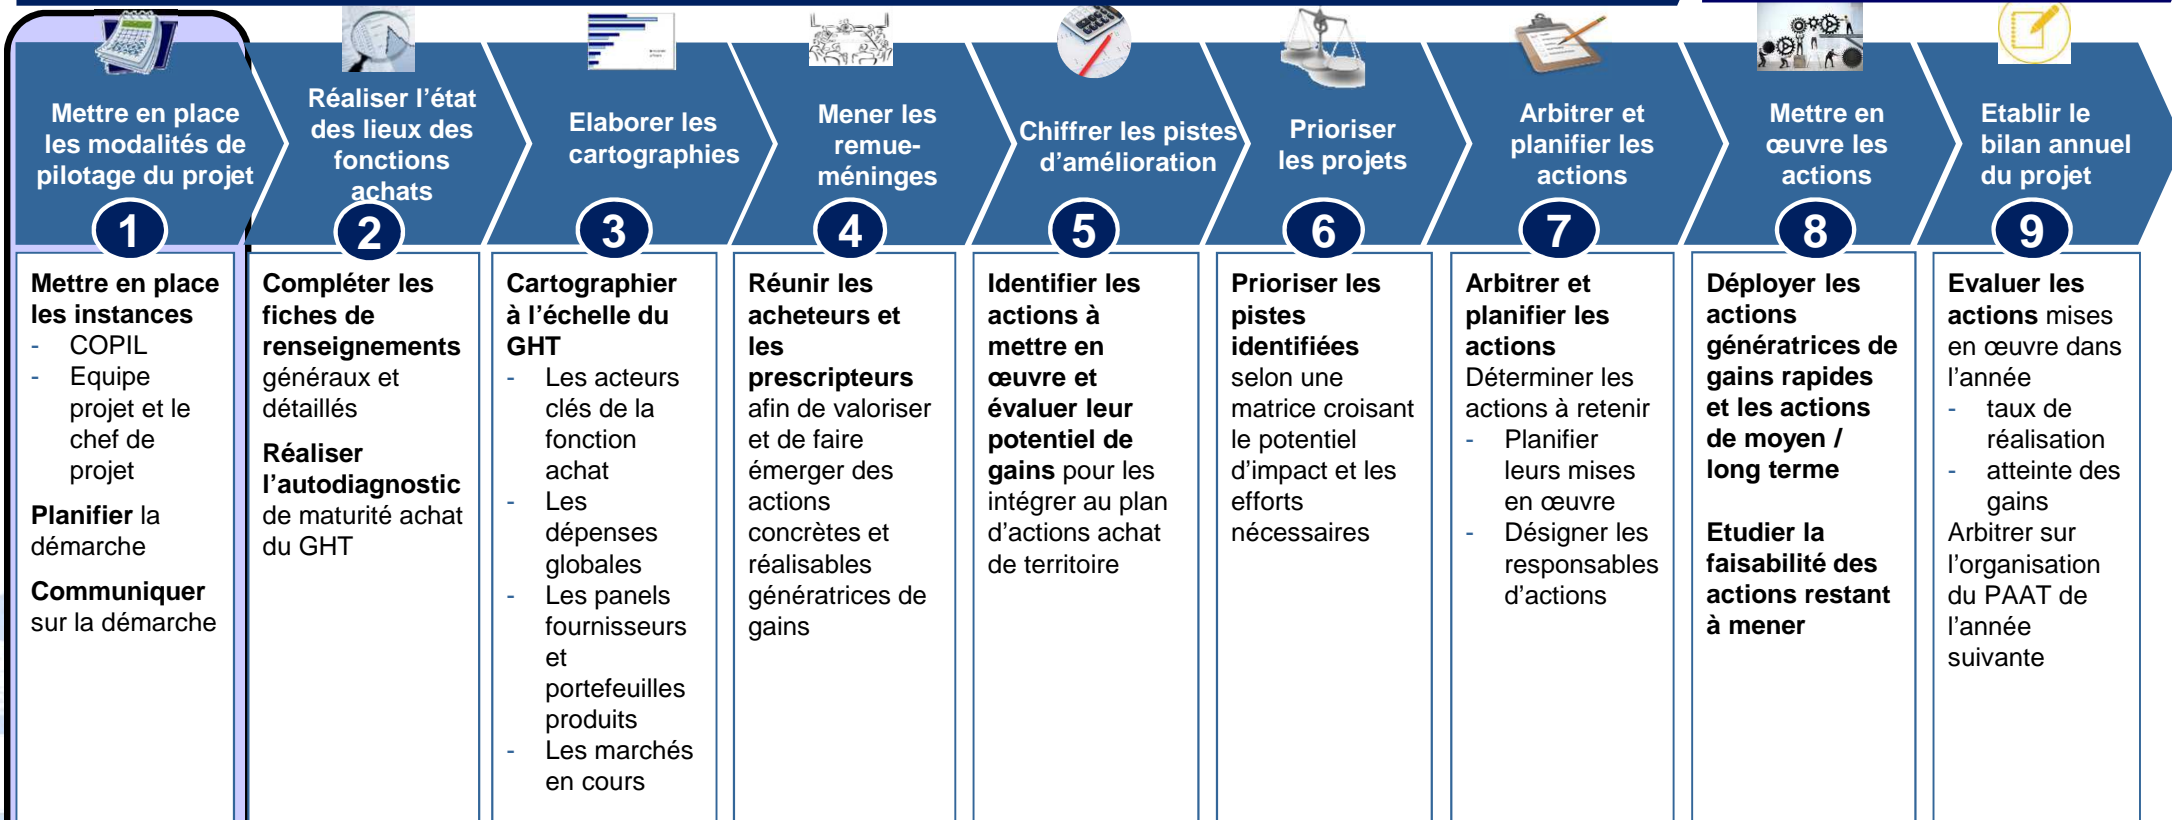 Mettre en place
les modalités de
pilotage du projet
1
Mettre en place
les instances
- COPIL
- Equipe
projet et le
chef de
projet
Planifier la
démarche
Communiquer
sur la démarche
Réaliser l’état
des lieux des
fonctions
achats
2
Compléter les
fiches de
renseignements
généraux et
détaillés
Réaliser
l’autodiagnostic
de maturité achat
du GHT
Elaborer les
cartographies
3
Cartographier
à l’échelle du
GHT
- Les acteurs
clés de la
fonction
achat
- Les
dépenses
globales
- Les panels
fournisseurs
et
portefeuilles
produits
- Les marchés
en cours
Mener les
remue-
méninges
4
Réunir les
acheteurs et
les
prescripteurs
afin de valoriser
et de faire
émerger des
actions
concrètes et
réalisables
génératrices de
gains
Chiffrer les pistes
d’amélioration
5
Identifier les
actions à
mettre en
œuvre et
évaluer leur
potentiel de
gains pour les
intégrer au plan
d’actions achat
de territoire
Prioriser
les projets
6
Prioriser les
pistes
identifiées
selon une
matrice croisant
le potentiel
d’impact et les
efforts
nécessaires
Arbitrer et
planifier les
actions
7
Arbitrer et
planifier les
actions
Déterminer les
actions à retenir
- Planifier
leurs mises
en œuvre
- Désigner les
responsables
d’actions
Mettre en
œuvre les
actions
8
Déployer les
actions
génératrices de
gains rapides
et les actions
de moyen /
long terme
Etudier la
faisabilité des
actions restant
à mener
Etablir le
bilan annuel
du projet
9
Evaluer les
actions mises
en œuvre dans
l’année
- taux de
réalisation
- atteinte des
gains
Arbitrer sur
l’organisation
du PAAT de
l’année
suivante